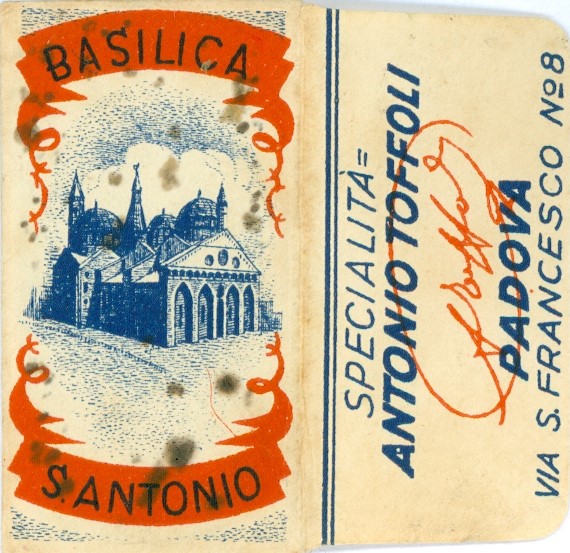 BASILICA
S. ANTONIO
SPECIALITÀ=
ANTONIO TOFFOLI
PADOVA
VIA S. FRANCESCO Nº8